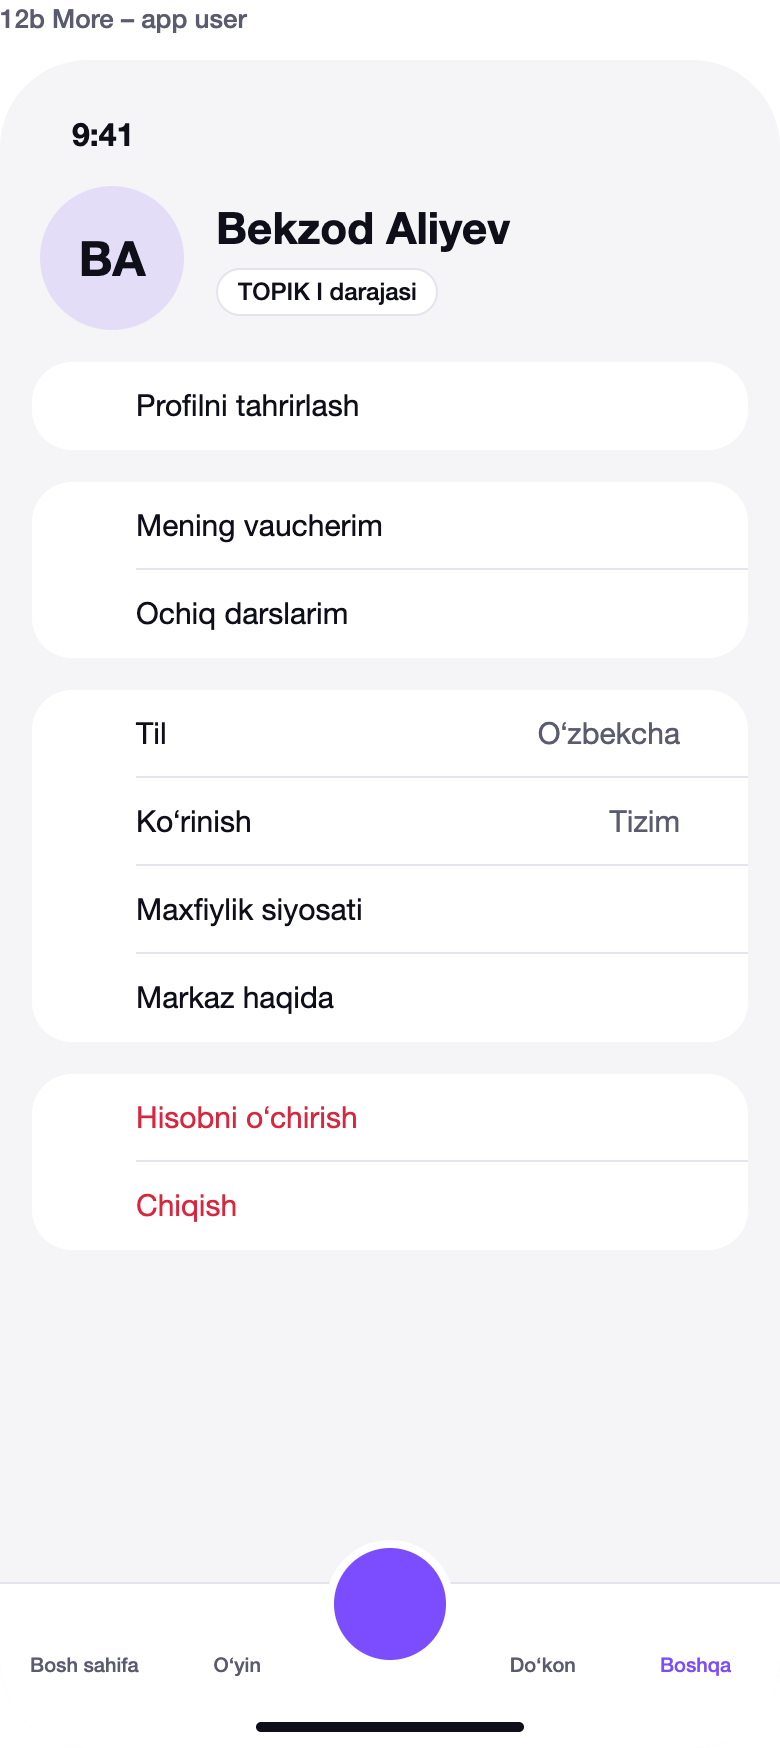 12b More – app user
9:41
BA
Bekzod Aliyev
TOPIK I darajasi
Profilni tahrirlash
Mening vaucherim
Ochiq darslarim
Til O‘zbekcha
Ko‘rinish Tizim
Maxfiylik siyosati
Markaz haqida
Hisobni o‘chirish
Chiqish
Bosh sahifa O‘yin Do‘kon Boshqa